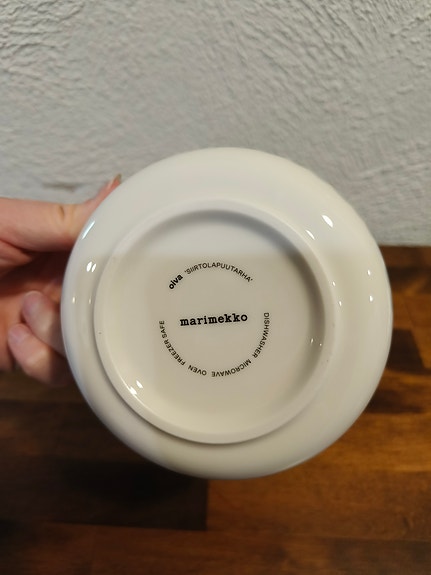 oiva 'SIIRTOLAPUUTARHA'
marimekko
DISHWASHER MICROWAVE OVEN FREEZER SAFE